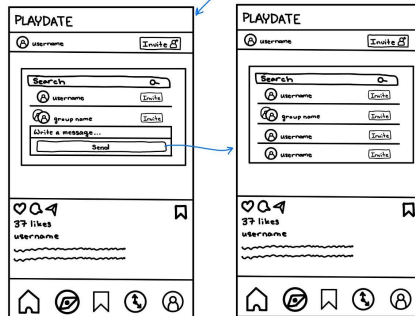 PLAYDATE
username Invite
Search
username Invite
group name Invite
Write a message...
Send
37 likes
username
PLAYDATE
username Invite
Search
username Invite
group name Invite
username Invite
username Invite
37 likes
username